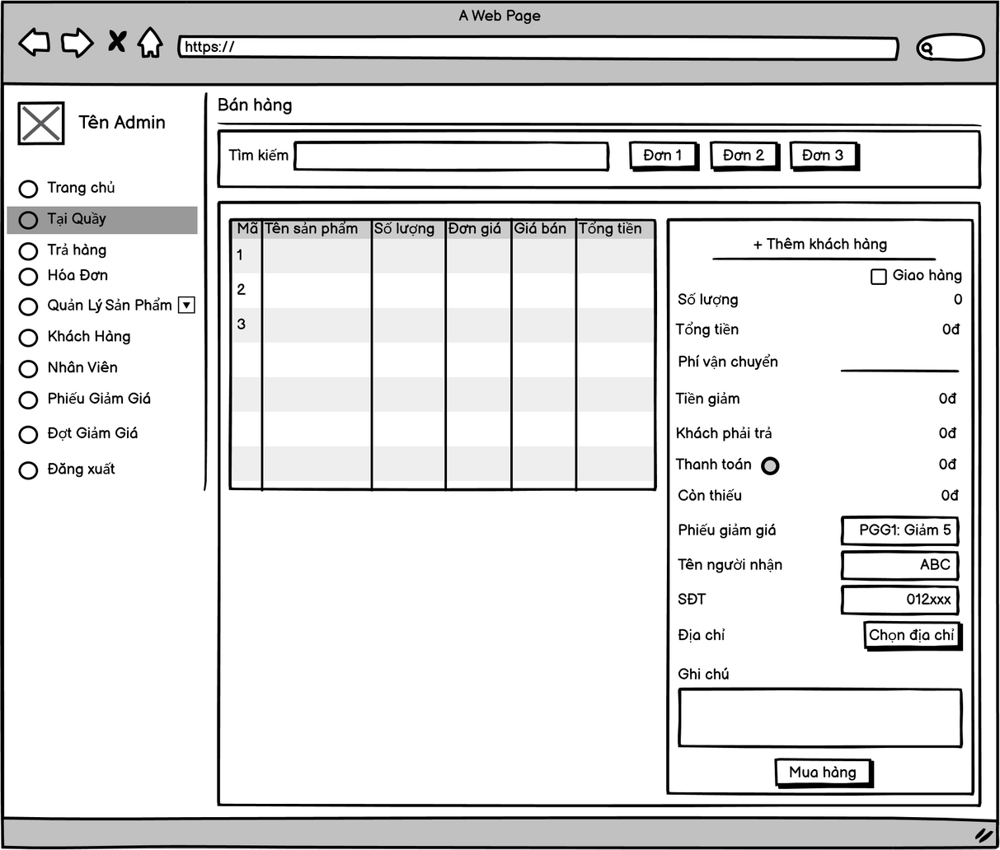 A Web Page
https://
Tên Admin
Trang chủ
Tại Quầy
Trả hàng
Hóa Đơn
Quản Lý Sản Phẩm
Khách Hàng
Nhân Viên
Phiếu Giảm Giá
Đợt Giảm Giá
Đăng xuất
Bán hàng
Tìm kiếm Đơn 1 Đơn 2 Đơn 3
Mã Tên sản phẩm Số lượng Đơn giá Giá bán Tổng tiền
1
2
3
+ Thêm khách hàng
Giao hàng
Số lượng 0
Tổng tiền 0đ
Phí vận chuyển
Tiền giảm 0đ
Khách phải trả 0đ
Thanh toán 0đ
Còn thiếu 0đ
Phiếu giảm giá PGG1: Giảm 5
Tên người nhận ABC
SĐT 012xxx
Địa chỉ Chọn địa chỉ
Ghi chú
Mua hàng